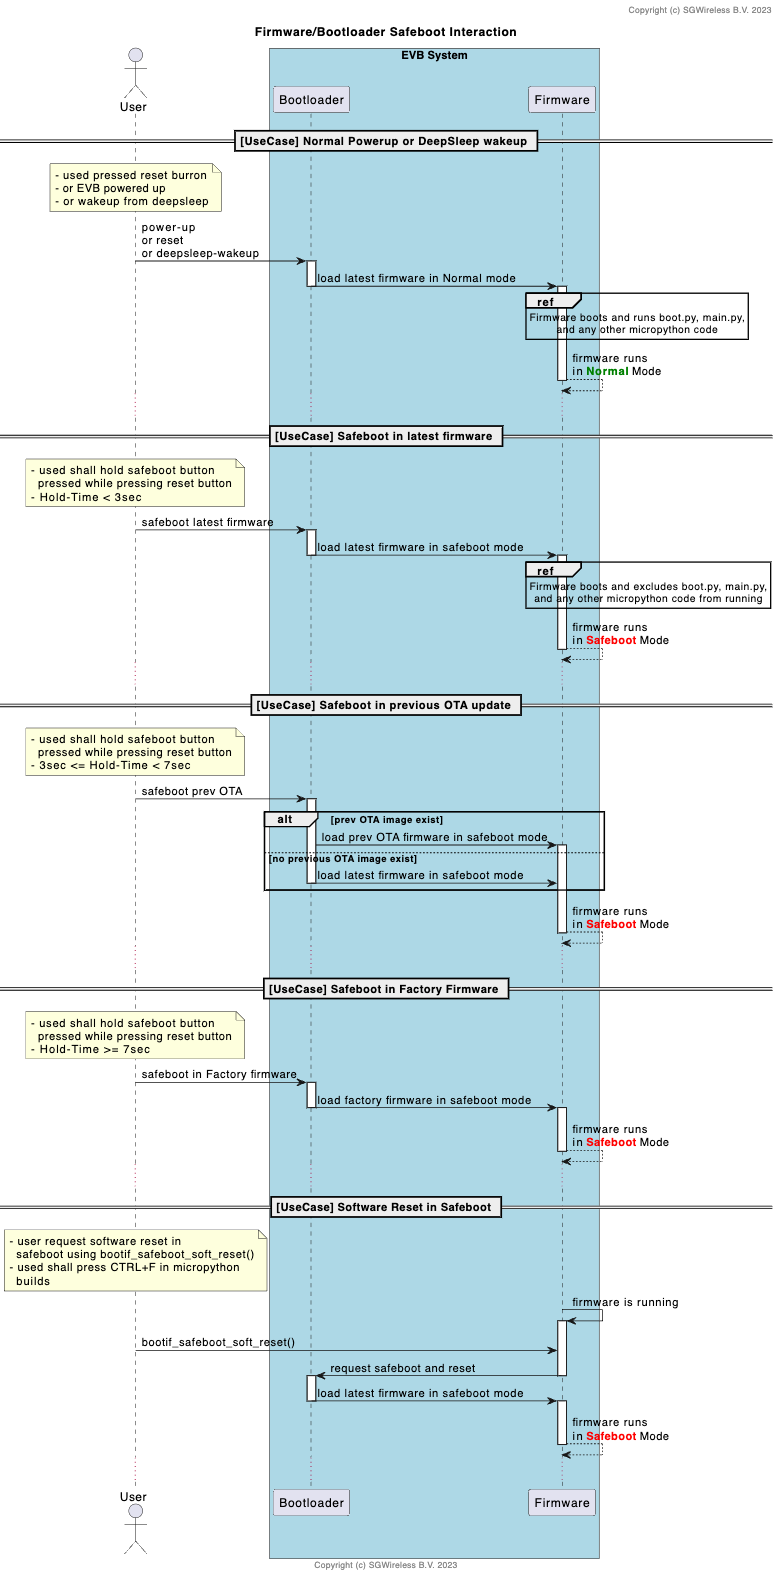 Copyright (c) SGWireless B.V. 2023
Firmware/Bootloader Safeboot Interaction
EVB System
User
Bootloader
Firmware
[UseCase] Normal Powerup or DeepSleep wakeup
- used pressed reset burron
- or EVB powered up
- or wakeup from deepsleep
power-up
or reset
or deepsleep-wakeup
load latest firmware in Normal mode
ref
Firmware boots and runs boot.py, main.py,
and any other micropython code
firmware runs
in Normal Mode
[UseCase] Safeboot in latest firmware
- used shall hold safeboot button
pressed while pressing reset button
- Hold-Time < 3sec
safeboot latest firmware
load latest firmware in safeboot mode
ref
Firmware boots and excludes boot.py, main.py,
and any other micropython code from running
firmware runs
in Safeboot Mode
[UseCase] Safeboot in previous OTA update
- used shall hold safeboot button
pressed while pressing reset button
- 3sec <= Hold-Time < 7sec
safeboot prev OTA
alt
[prev OTA image exist]
load prev OTA firmware in safeboot mode
[no previous OTA image exist]
load latest firmware in safeboot mode
firmware runs
in Safeboot Mode
[UseCase] Safeboot in Factory Firmware
- used shall hold safeboot button
pressed while pressing reset button
- Hold-Time >= 7sec
safeboot in Factory firmware
load factory firmware in safeboot mode
firmware runs
in Safeboot Mode
[UseCase] Software Reset in Safeboot
- user request software reset in
safeboot using bootif_safeboot_soft_reset()
- used shall press CTRL+F in micropython
builds
firmware is running
bootif_safeboot_soft_reset()
request safeboot and reset
load latest firmware in safeboot mode
firmware runs
in Safeboot Mode
User
Bootloader
Firmware
Copyright (c) SGWireless B.V. 2023